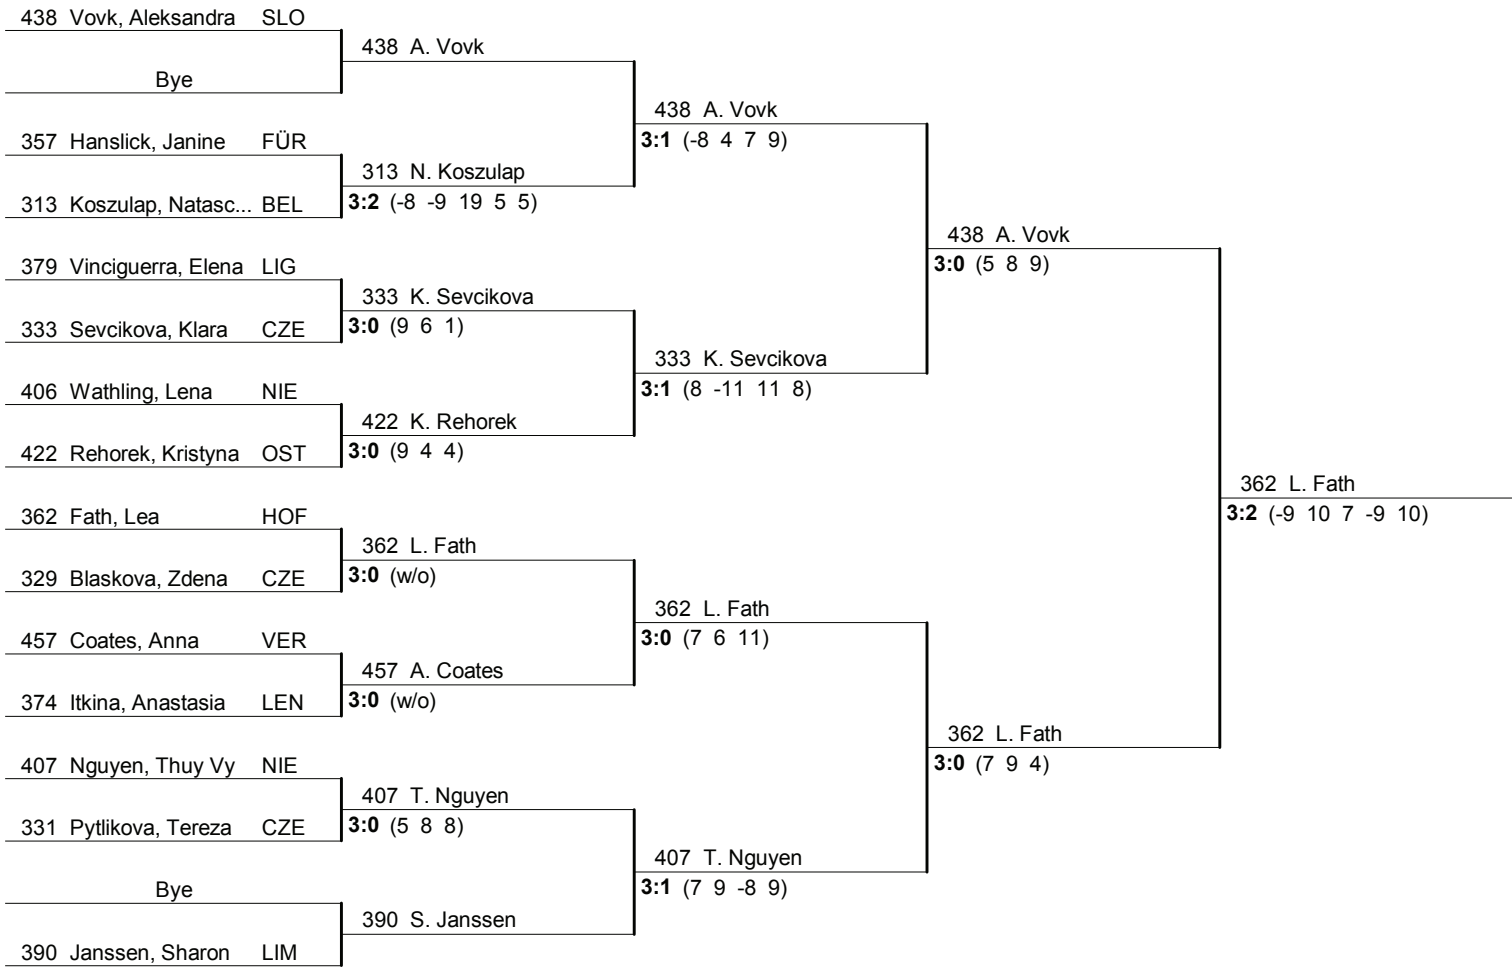 438 Vovk, Aleksandra SLO
438 A. Vovk
Bye
438 A. Vovk
3:1 (-8 4 7 9)
357 Hanslick, Janine FÜR
313 N. Koszulap
3:2 (-8 -9 19 5 5)
313 Koszulap, Natasc... BEL
438 A. Vovk
3:0 (5 8 9)
379 Vinciguerra, Elena LIG
333 K. Sevcikova
3:0 (9 6 1)
333 Sevcikova, Klara CZE
333 K. Sevcikova
3:1 (8 -11 11 8)
406 Wathling, Lena NIE
422 K. Rehorek
3:0 (9 4 4)
422 Rehorek, Kristyna OST
362 L. Fath
3:2 (-9 10 7 -9 10)
362 Fath, Lea HOF
362 L. Fath
3:0 (w/o)
329 Blaskova, Zdena CZE
362 L. Fath
3:0 (7 6 11)
457 Coates, Anna VER
457 A. Coates
3:0 (w/o)
374 Itkina, Anastasia LEN
362 L. Fath
3:0 (7 9 4)
407 Nguyen, Thuy Vy NIE
407 T. Nguyen
3:0 (5 8 8)
331 Pytlikova, Tereza CZE
407 T. Nguyen
3:1 (7 9 -8 9)
Bye
390 S. Janssen
390 Janssen, Sharon LIM